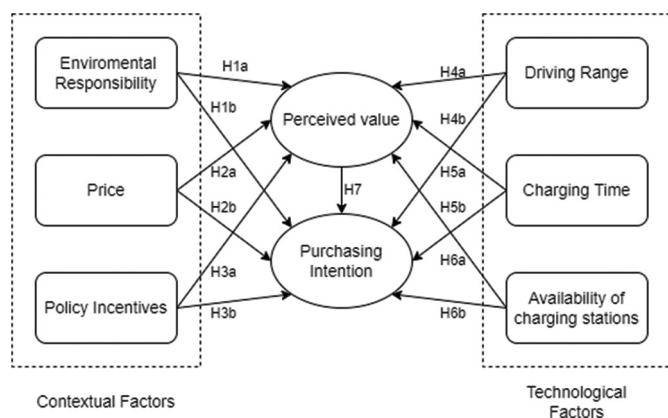 Enviromental
Responsibility
Price
Policy Incentives
Contextual Factors
H1a
H1b
H2a
H2b
H3a
H3b
Perceived value
H7
Purchasing
Intention
H4a
H4b
H5a
H5b
H6a
H6b
Driving Range
Charging Time
Availability of
charging stations
Technological
Factors